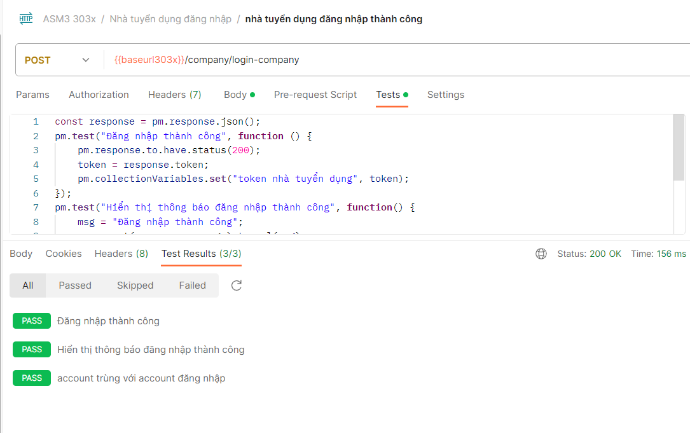 HTTP ASM3 303x / Nhà tuyển dụng đăng nhập / nhà tuyển dụng đăng nhập thành công
POST {{baseurl303x}}/company/login-company
Params Authorization Headers (7) Body Pre-request Script Tests Settings
1 const response = pm.response.json();
2 pm.test("Đăng nhập thành công", function () {
3 pm.response.to.have.status(200);
4 token = response.token;
5 pm.collectionVariables.set("token nhà tuyển dụng", token);
6 });
7 pm.test("Hiển thị thông báo đăng nhập thành công", function() {
8 msg = "Đăng nhập thành công";
Body Cookies Headers (8) Test Results (3/3) Status: 200 OK Time: 156 ms
All Passed Skipped Failed
PASS Đăng nhập thành công
PASS Hiển thị thông báo đăng nhập thành công
PASS account trùng với account đăng nhập